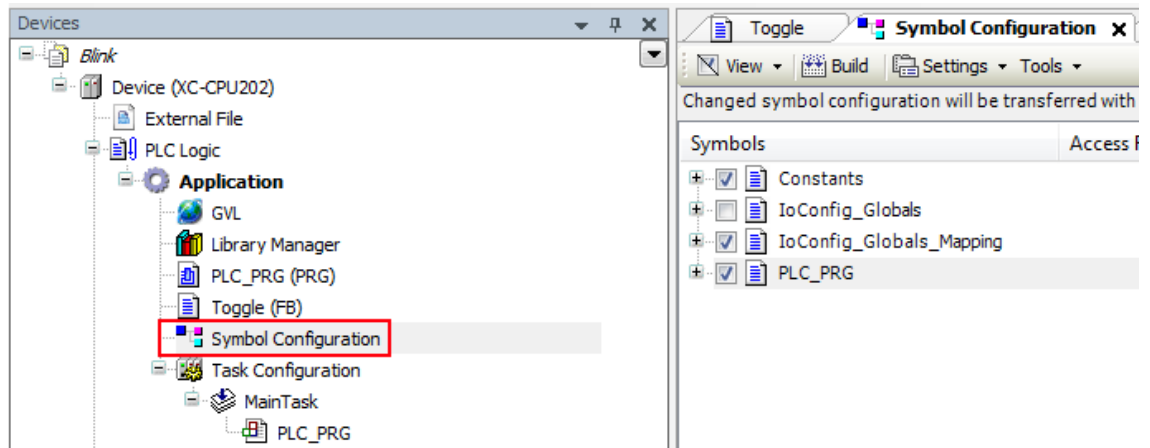 Devices
Blink
Device (XC-CPU202)
External File
PLC Logic
Application
GVL
Library Manager
PLC_PRG (PRG)
Toggle (FB)
Symbol Configuration
Task Configuration
MainTask
PLC_PRG
Toggle
Symbol Configuration
View
Build
Settings
Tools
Changed symbol configuration will be transferred with
Symbols
Access
Constants
IoConfig_Globals
IoConfig_Globals_Mapping
PLC_PRG